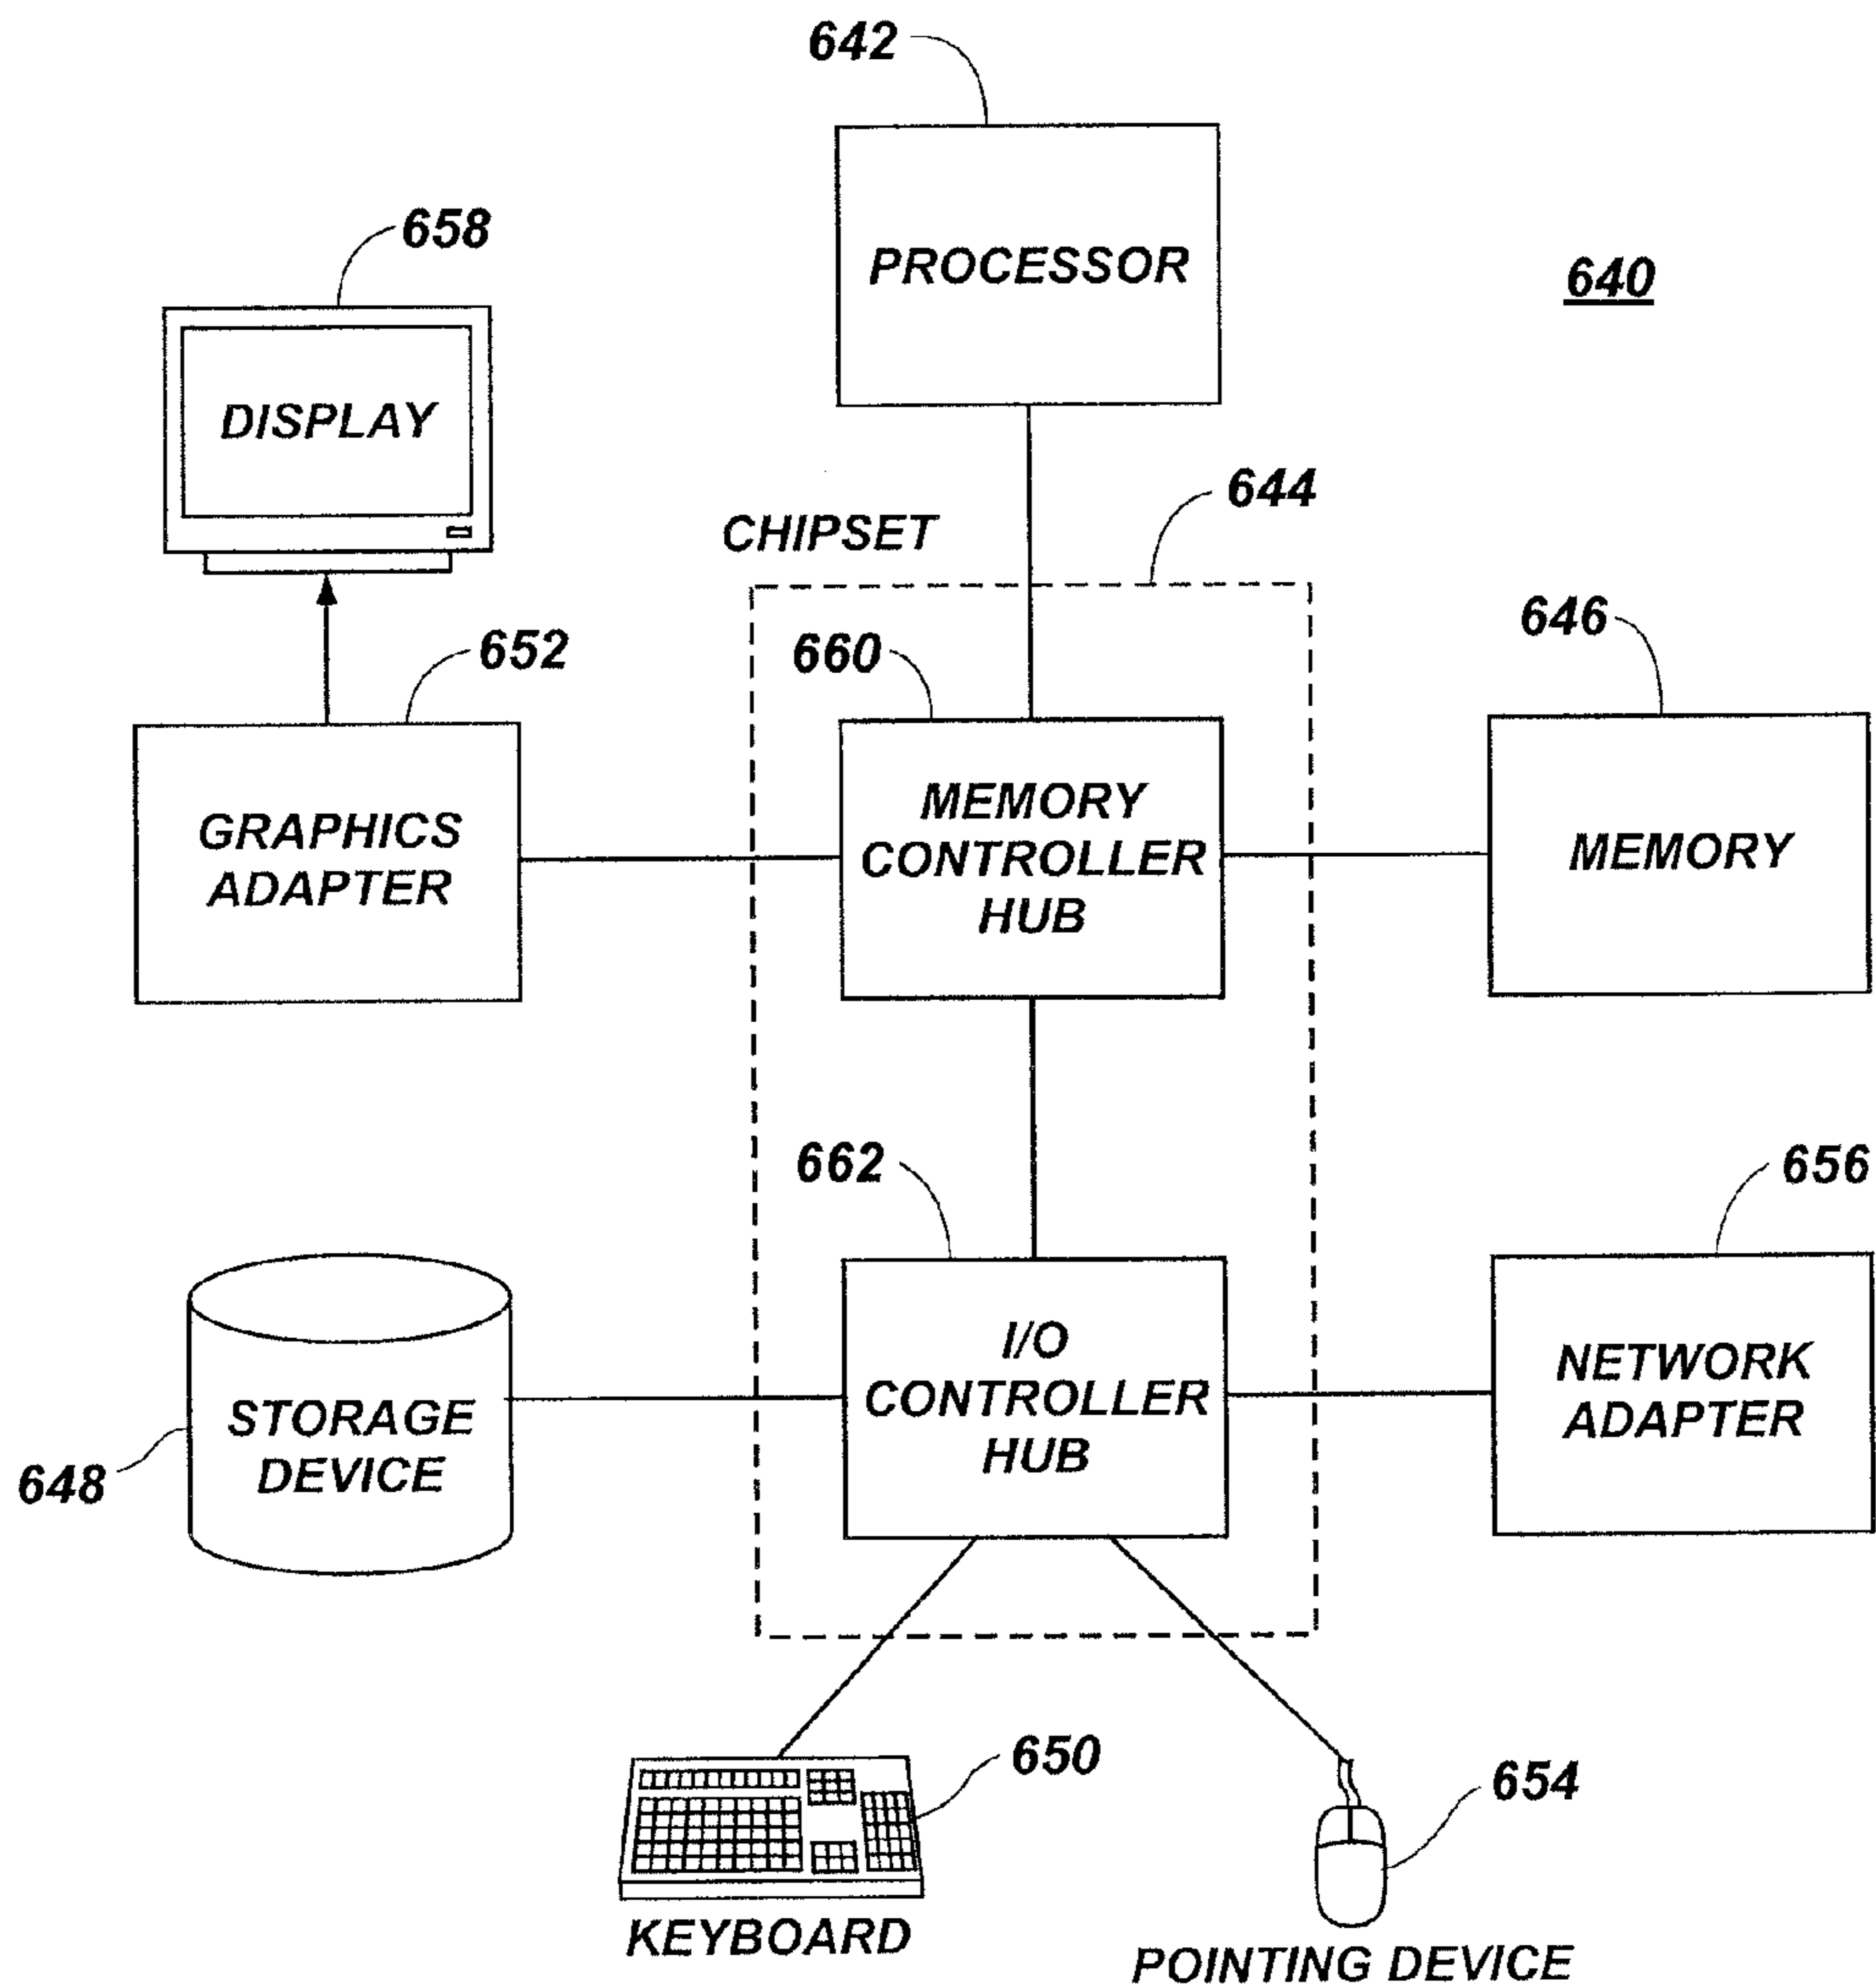 642
658
PROCESSOR
640
DISPLAY
644
CHIPSET
646
652
660
MEMORY
CONTROLLER
HUB
GRAPHICS
ADAPTER
MEMORY
662
656
I/O
CONTROLLER
HUB
NETWORK
ADAPTER
STORAGE
DEVICE
648
650
654
KEYBOARD
POINTING DEVICE